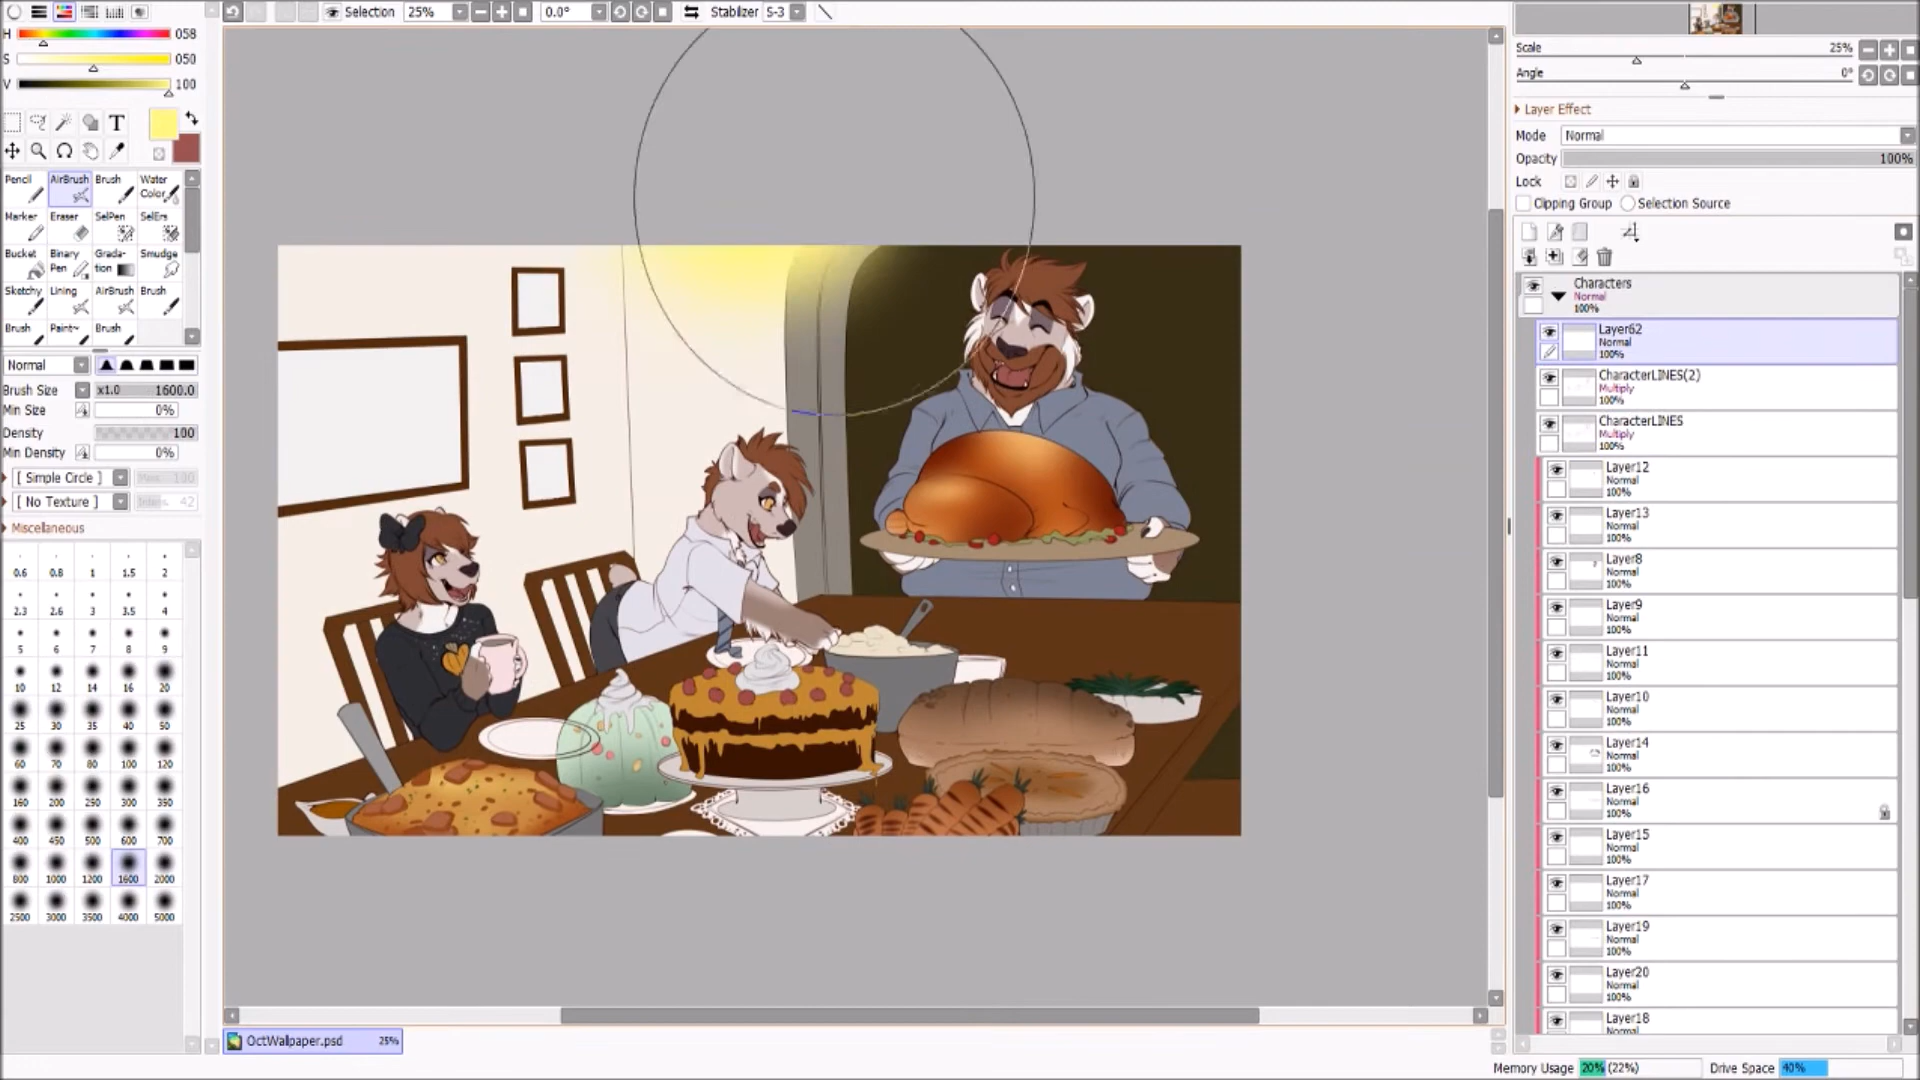 Selection 25% 0.0° Stabilizer S-3
H 058
S 050
V 100
T
Pencil AirBrush Brush Water Color
Marker Eraser SelPen SelErs
Bucket Binary Pen Grada-tion Smudge
Sketchy Lining AirBrush Brush
Brush Paint~ Brush
Normal
Brush Size x1.0 1600.0
Min Size 0%
Density 100
Min Density 0%
[ Simple Circle ] 100
[ No Texture ] 42
Miscellaneous
0.6 0.8 1 1.5 2
2.3 2.6 3 3.5 4
5 6 7 8 9
10 12 14 16 20
25 30 35 40 50
60 70 80 100 120
160 200 250 300 350
400 450 500 600 700
800 1000 1200 1600 2000
2500 3000 3500 4000 5000
OctWallpaper.psd 25%
Scale 25%
Angle 0°
Layer Effect
Mode Normal
Opacity 100%
Lock
Clipping Group Selection Source
Characters
Normal
100%
Layer62
Normal
100%
CharacterLINES(2)
Multiply
100%
CharacterLINES
Multiply
100%
Layer12
Normal
100%
Layer13
Normal
100%
Layer8
Normal
100%
Layer9
Normal
100%
Layer11
Normal
100%
Layer10
Normal
100%
Layer14
Normal
100%
Layer16
Normal
100%
Layer15
Normal
100%
Layer17
Normal
100%
Layer19
Normal
100%
Layer20
Normal
100%
Layer18
Normal
Memory Usage 20% (22%) Drive Space 40%